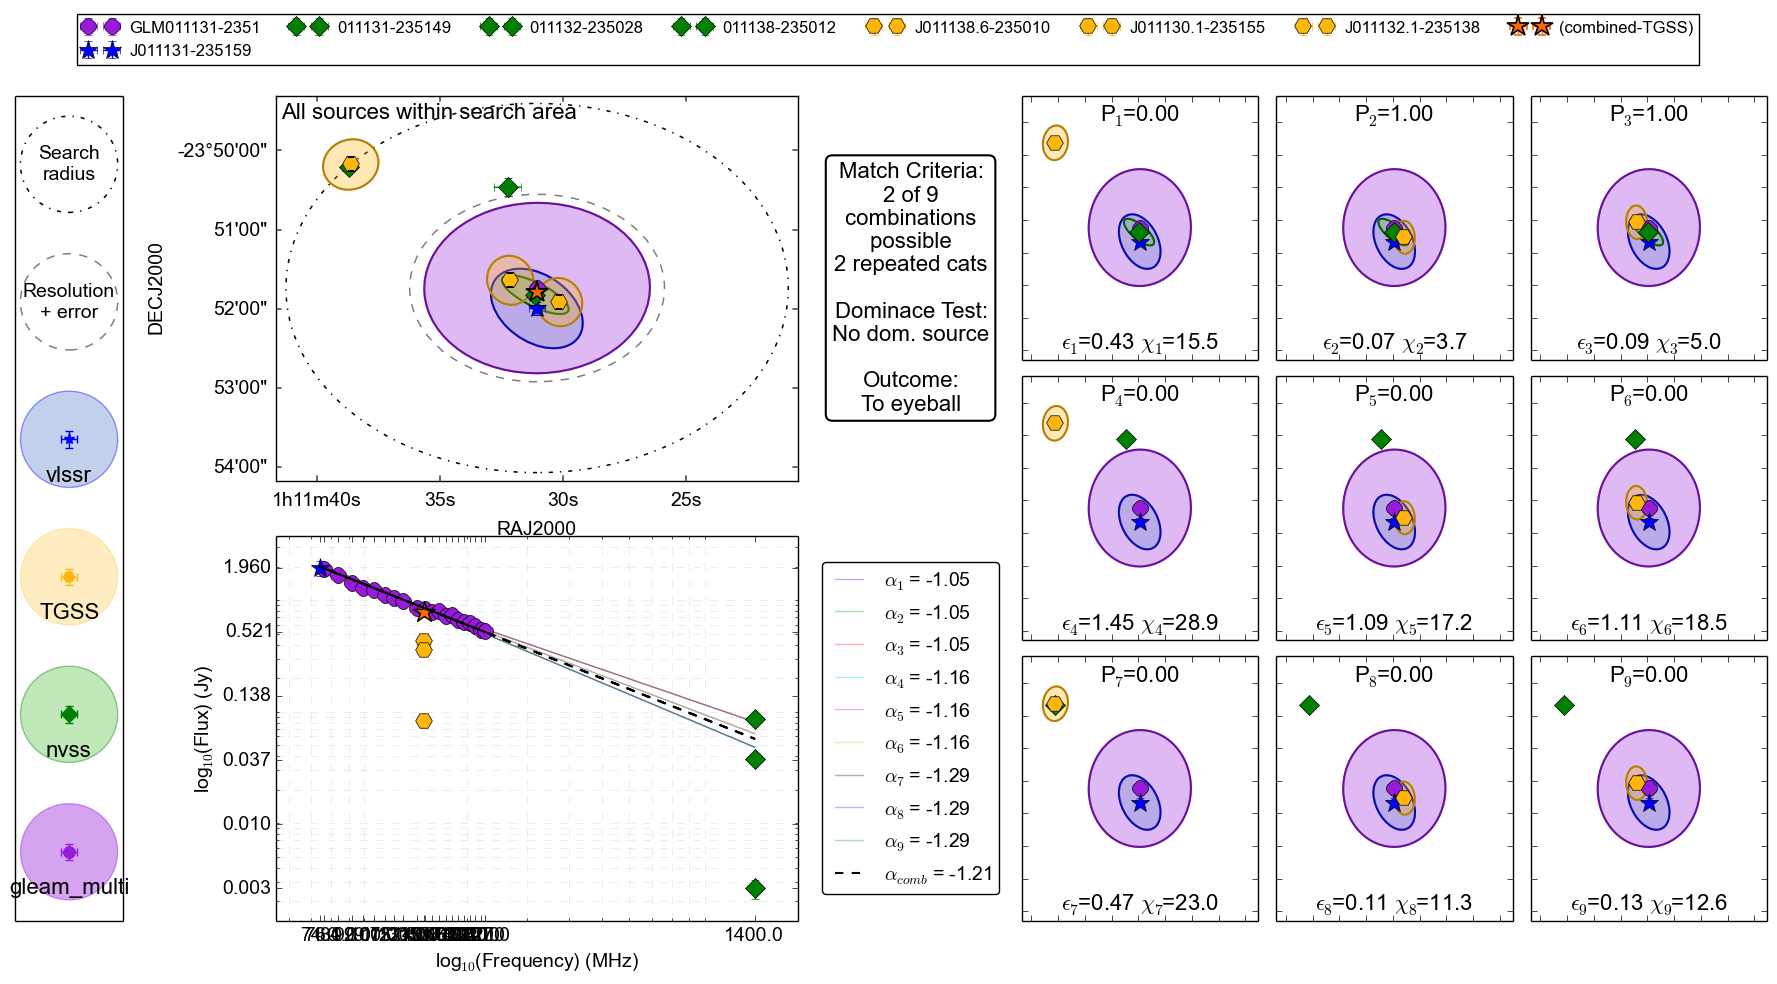 GLM011131-2351 011131-235149 011132-235028 011138-235012 J011138.6-235010 J011130.1-235155 J011132.1-235138 (combined-TGSS)
J011131-235159
Search
radius
Resolution
+ error
vlssr
TGSS
nvss
gleam_multi
All sources within search area
DECJ2000
-23°50'00"
51'00"
52'00"
53'00"
54'00"
1h11m40s 35s 30s 25s
RAJ2000
Match Criteria:
2 of 9
combinations
possible
2 repeated cats
Dominace Test:
No dom. source
Outcome:
To eyeball
log10(Flux) (Jy)
1.960
0.521
0.138
0.037
0.010
0.003
1400.0
log10(Frequency) (MHz)
α1 = -1.05
α2 = -1.05
α3 = -1.05
α4 = -1.16
α5 = -1.16
α6 = -1.16
α7 = -1.29
α8 = -1.29
α9 = -1.29
αcomb = -1.21
P1=0.00
ϵ1=0.43 χ1=15.5
P2=1.00
ϵ2=0.07 χ2=3.7
P3=1.00
ϵ3=0.09 χ3=5.0
P4=0.00
ϵ4=1.45 χ4=28.9
P5=0.00
ϵ5=1.09 χ5=17.2
P6=0.00
ϵ6=1.11 χ6=18.5
P7=0.00
ϵ7=0.47 χ7=23.0
P8=0.00
ϵ8=0.11 χ8=11.3
P9=0.00
ϵ9=0.13 χ9=12.6